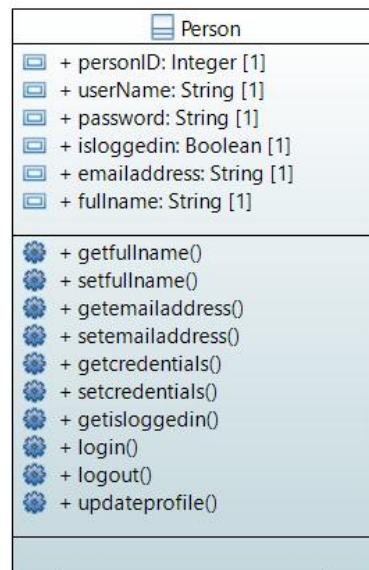 Person
+ personID: Integer [1]
+ userName: String [1]
+ password: String [1]
+ isloggedin: Boolean [1]
+ emailaddress: String [1]
+ fullname: String [1]
+ getfullname()
+ setfullname()
+ getemailaddress()
+ setemailaddress()
+ getcredentials()
+ setcredentials()
+ getisloggedin()
+ login()
+ logout()
+ updateprofile()